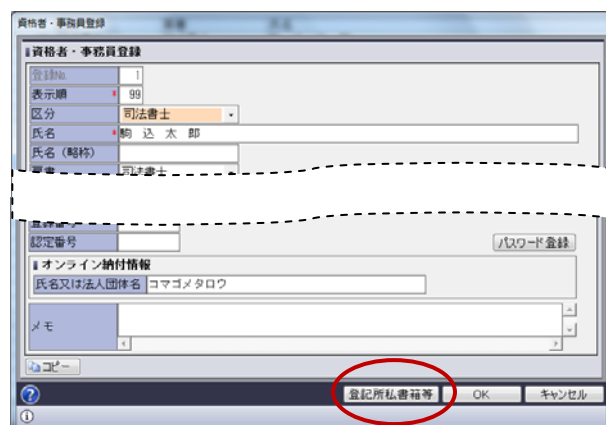 資格者・事務員登録
資格者・事務員登録
登録No. 1
表示順 * 99
区分 司法書士
氏名 * 駒 込 太 郎
氏名（略称）
肩書 司法書士
登録番号
認定番号
パスワード登録
オンライン納付情報
氏名又は法人団体名 コマゴメタロウ
メモ
コピー
登記所私書箱等 OK キャンセル